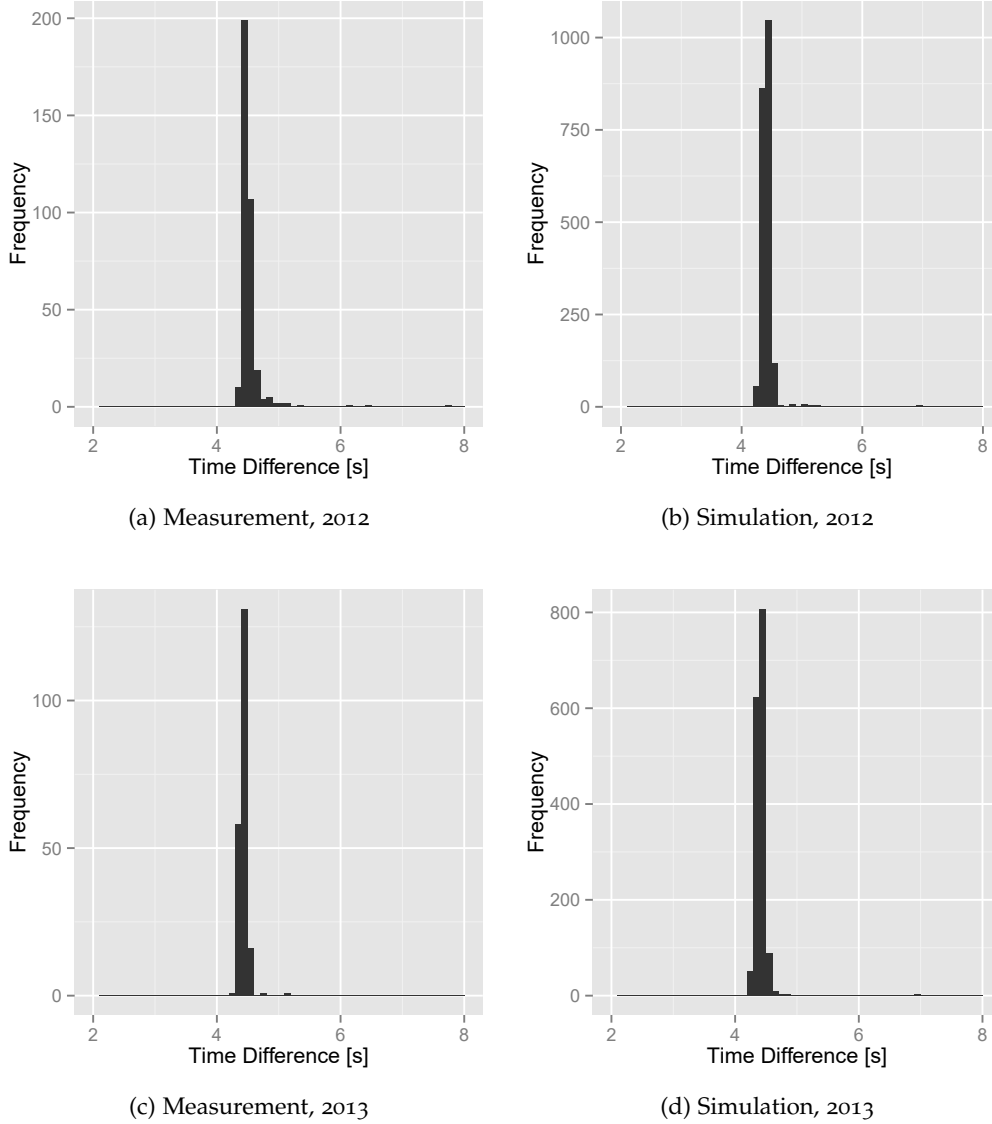 200
150
100
50
0
Frequency
2 4 6 8
Time Difference [s]
(a) Measurement, 2012
1000
750
500
250
0
Frequency
2 4 6 8
Time Difference [s]
(b) Simulation, 2012
100
50
0
Frequency
2 4 6 8
Time Difference [s]
(c) Measurement, 2013
800
600
400
200
0
Frequency
2 4 6 8
Time Difference [s]
(d) Simulation, 2013